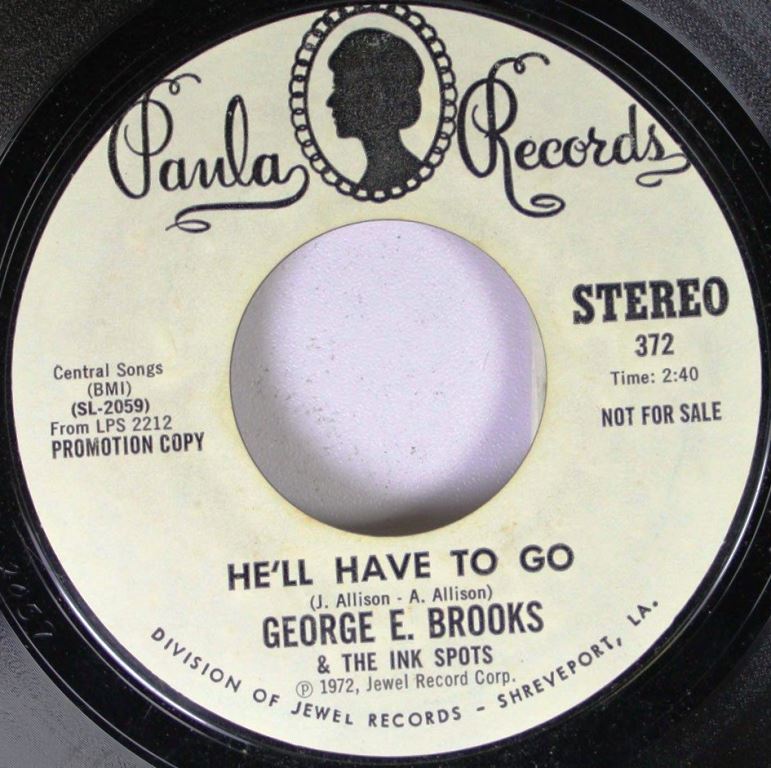 Paula Records
STEREO
372
Time: 2:40
NOT FOR SALE
Central Songs
(BMI)
(SL-2059)
From LPS 2212
PROMOTION COPY
HE'LL HAVE TO GO
(J. Allison - A. Allison)
GEORGE E. BROOKS
& THE INK SPOTS
℗ 1972, Jewel Record Corp.
DIVISION OF JEWEL RECORDS - SHREVEPORT, LA.